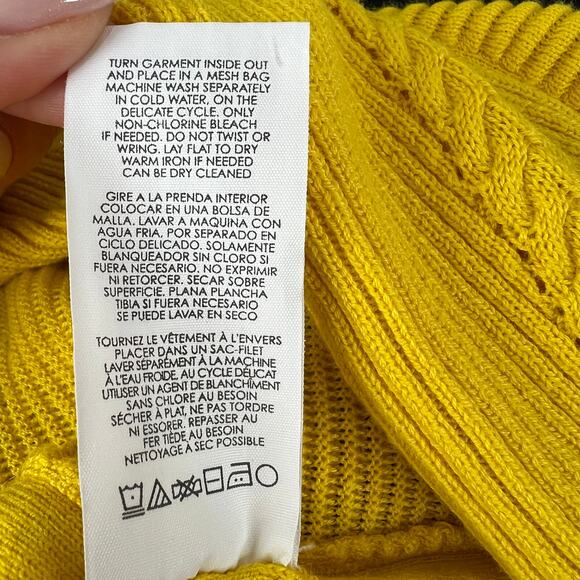 TURN GARMENT INSIDE OUT
AND PLACE IN A MESH BAG
MACHINE WASH SEPARATELY
IN COLD WATER, ON THE
DELICATE CYCLE. ONLY
NON-CHLORINE BLEACH
IF NEEDED. DO NOT TWIST OR
WRING. LAY FLAT TO DRY
WARM IRON IF NEEDED
CAN BE DRY CLEANED
GIRE A LA PRENDA INTERIOR
COLOCAR EN UNA BOLSA DE
MALLA. LAVAR A MAQUINA CON
AGUA FRIA, POR SEPARADO EN
CICLO DELICADO. SOLAMENTE
BLANQUEADOR SIN CLORO SI
FUERA NECESARIO. NO EXPRIMIR
NI RETORCER. SECAR SOBRE
SUPERFICIE. PLANA PLANCHA
TIBIA SI FUERA NECESARIO
SE PUEDE LAVAR EN SECO
TOURNEZ LE VÊTEMENT À L'ENVERS
PLACER DANS UN SAC-FILET
LAVER SÉPARÉMENT À LA MACHINE
À L'EAU FROIDE, AU CYCLE DÉLICAT
UTILISER UN AGENT DE BLANCHÎMENT
SANS CHLORE AU BESOIN
SÉCHER À PLAT, NE PAS TORDRE
NI ESSORER. REPASSER AU
FER TIÈDE AU BESOIN
NETTOYAGE À SEC POSSIBLE